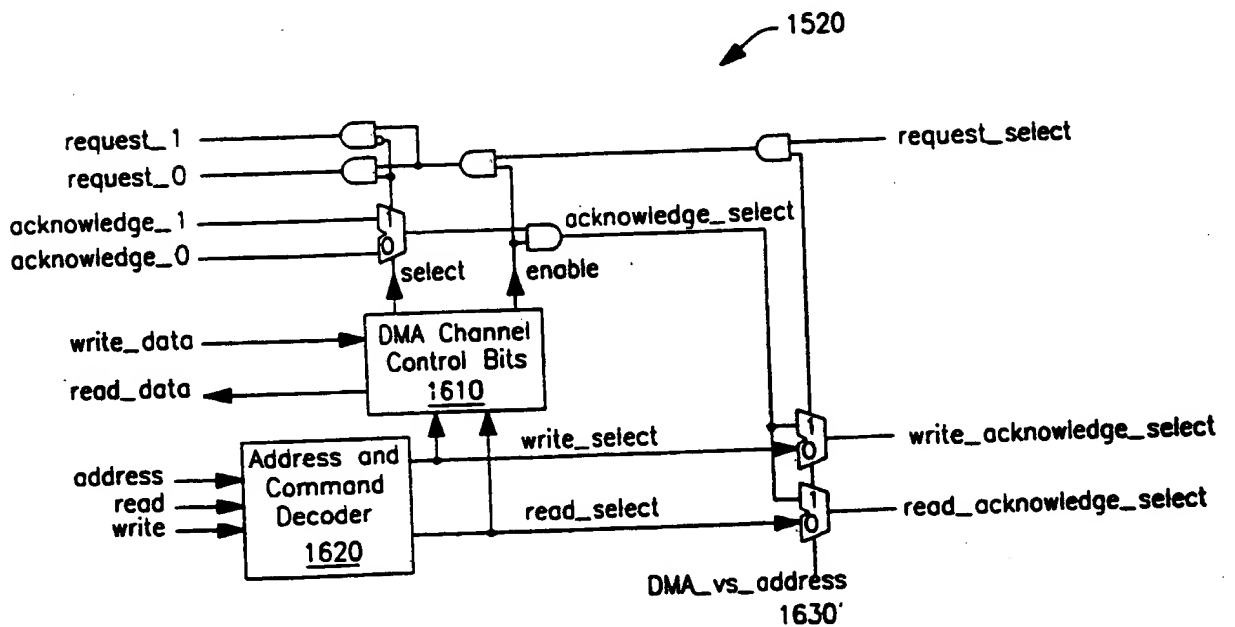 1520
request_1
request_select
request_0
acknowledge_1
acknowledge_select
acknowledge_0
1
0
select
enable
write_data
DMA Channel
Control Bits
1610
read_data
write_select
1
0
write_acknowledge_select
address
read
write
Address and
Command
Decoder
1620
read_select
1
0
read_acknowledge_select
DMA_vs_address
1630'